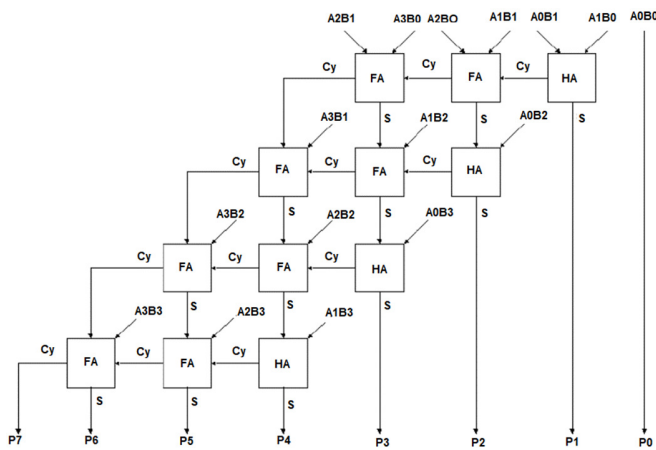 A2B1 A3B0 A2BO A1B1 A0B1 A1B0 A0B0
Cy FA Cy FA Cy HA
S S S
A3B1 A1B2 A0B2
Cy FA Cy FA Cy HA
S S S
A3B2 A2B2 A0B3
Cy FA Cy FA Cy HA
S S S
A3B3 A2B3 A1B3
Cy FA Cy FA Cy HA
S S S
P7 P6 P5 P4 P3 P2 P1 P0